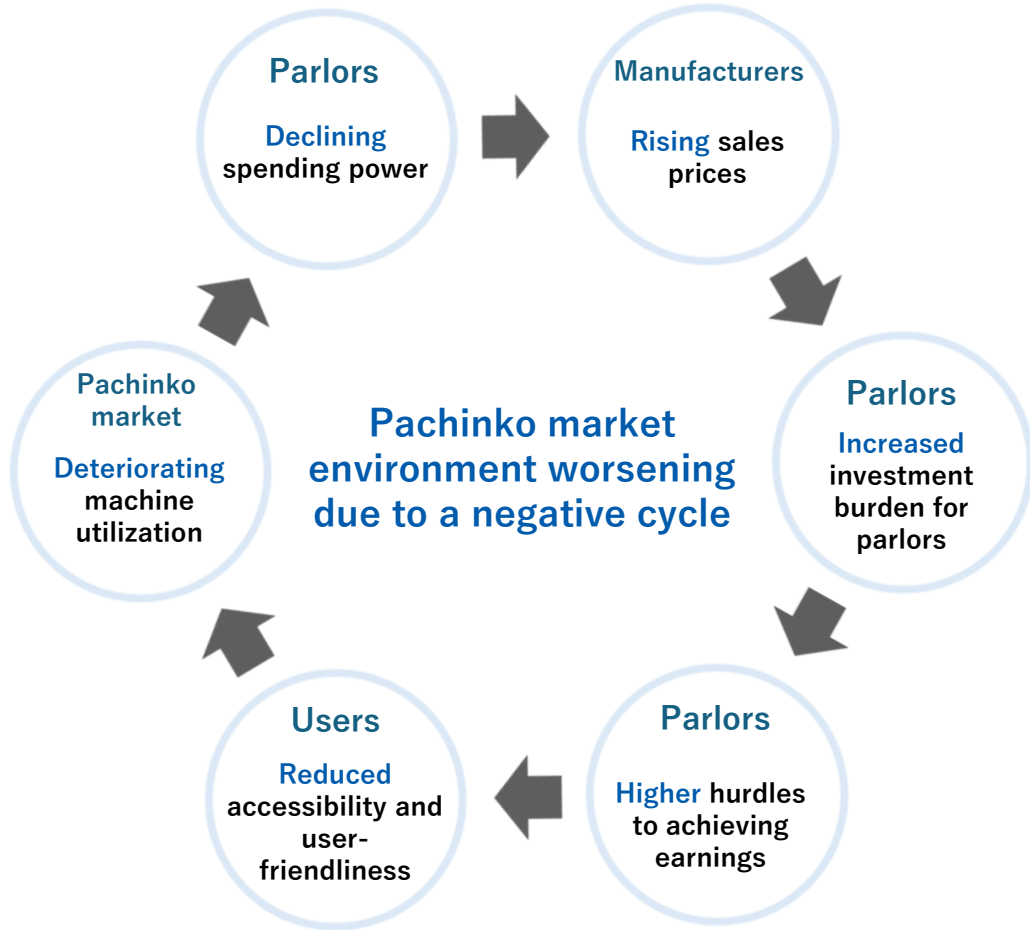 Parlors
Declining
spending power
Manufacturers
Rising sales
prices
Parlors
Increased
investment
burden for
parlors
Parlors
Higher hurdles
to achieving
earnings
Users
Reduced
accessibility and
user-
friendliness
Pachinko
market
Deteriorating
machine
utilization
Pachinko market
environment worsening
due to a negative cycle